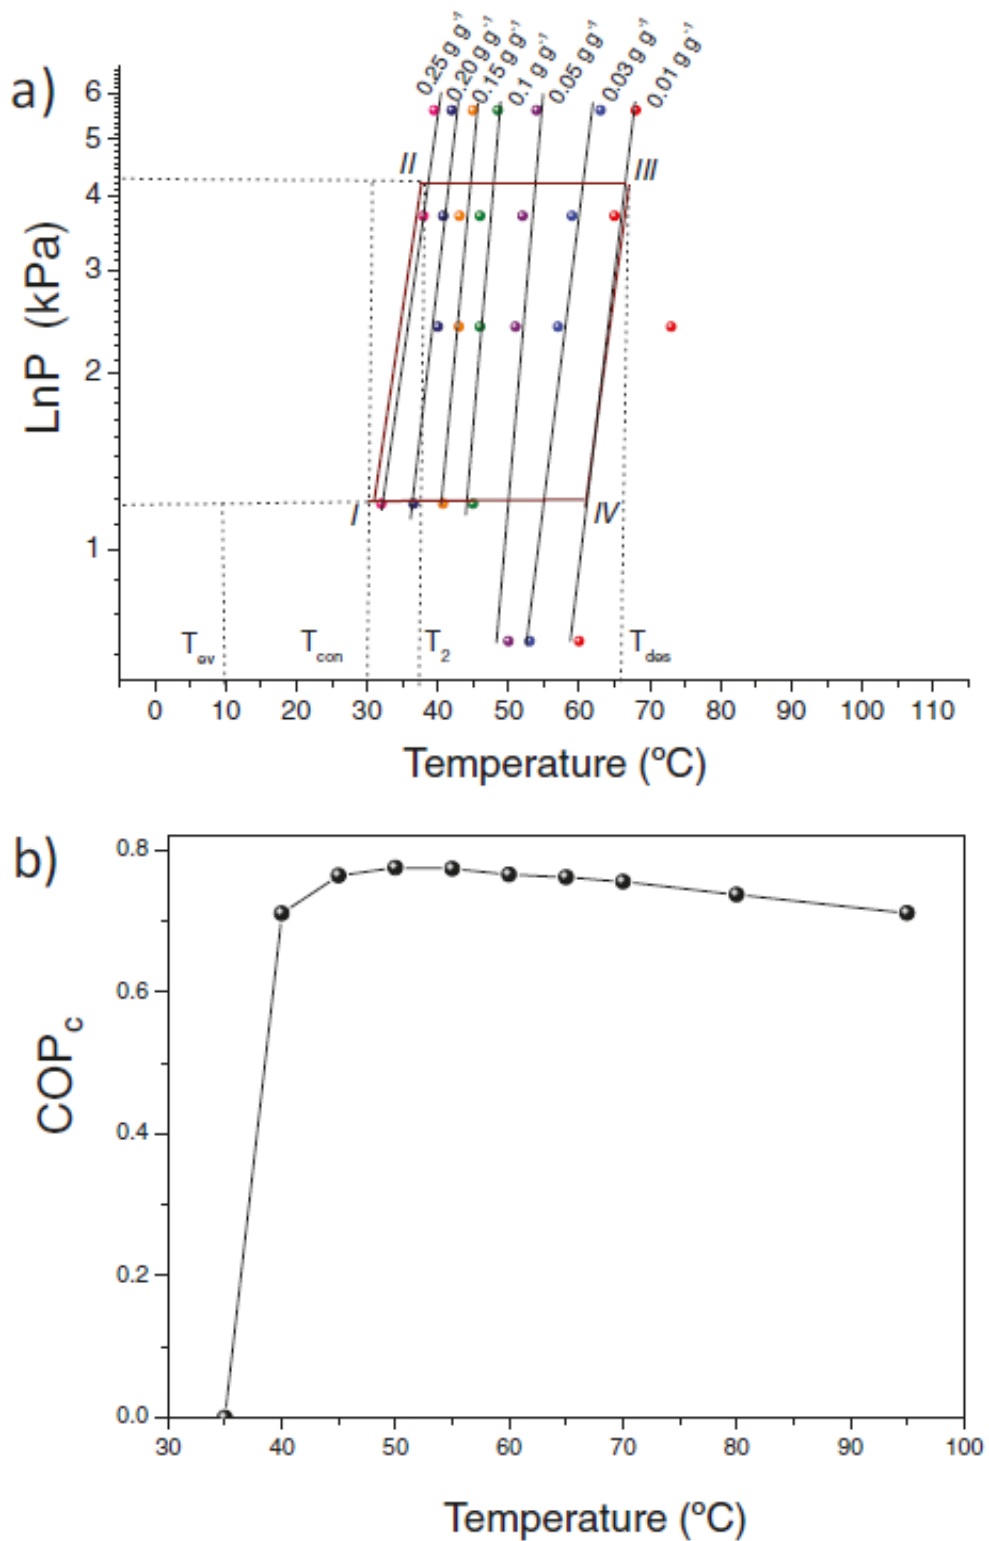 a)
0.25 g g⁻¹
0.20 g g⁻¹
0.15 g g⁻¹
0.1 g g⁻¹
0.05 g g⁻¹
0.03 g g⁻¹
0.01 g g⁻¹
6
5
4
3
2
1
LnP (kPa)
II
III
I
IV
T_ev
T_con
T_2
T_des
0 10 20 30 40 50 60 70 80 90 100 110
Temperature (ºC)
b)
0.8
0.6
0.4
0.2
0.0
COP_c
30 40 50 60 70 80 90 100
Temperature (ºC)